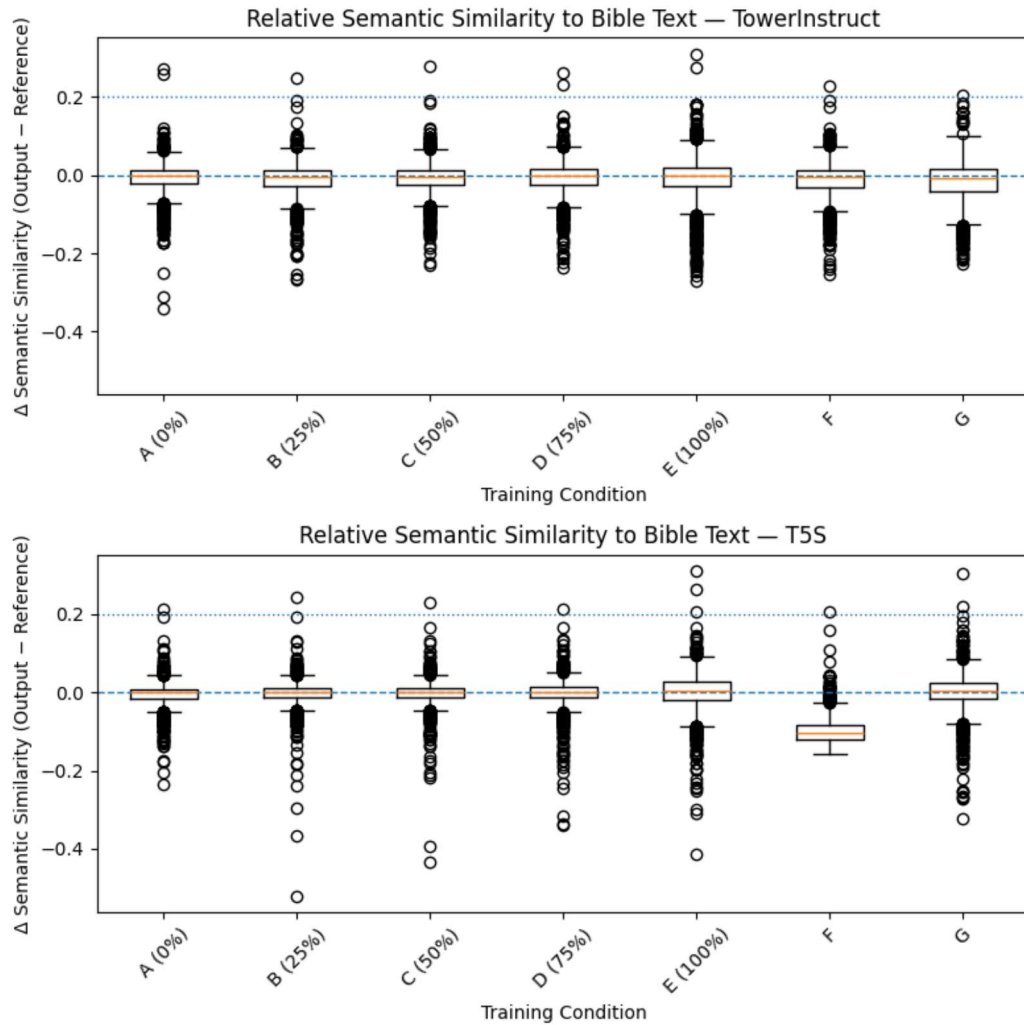 Relative Semantic Similarity to Bible Text — TowerInstruct
Δ Semantic Similarity (Output − Reference)
0.2
0.0
−0.2
−0.4
A (0%)
B (25%)
C (50%)
D (75%)
E (100%)
F
G
Training Condition
Relative Semantic Similarity to Bible Text — T5S
Δ Semantic Similarity (Output − Reference)
0.2
0.0
−0.2
−0.4
A (0%)
B (25%)
C (50%)
D (75%)
E (100%)
F
G
Training Condition